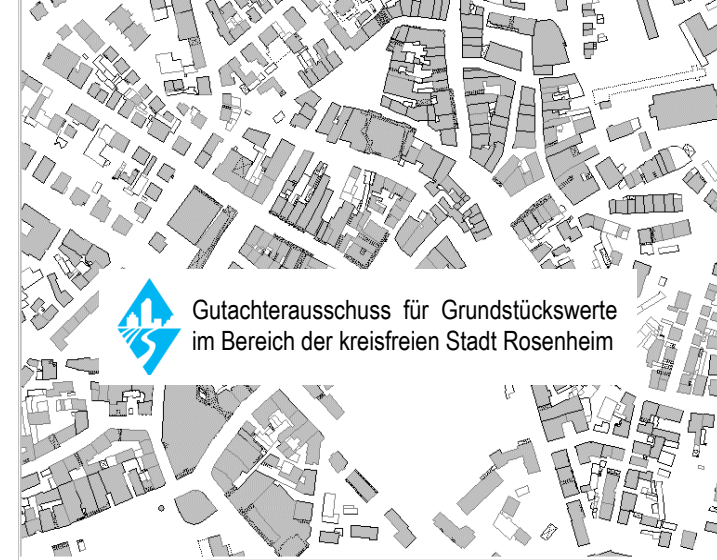 Gutachterausschuss für Grundstückswerte
im Bereich der kreisfreien Stadt Rosenheim